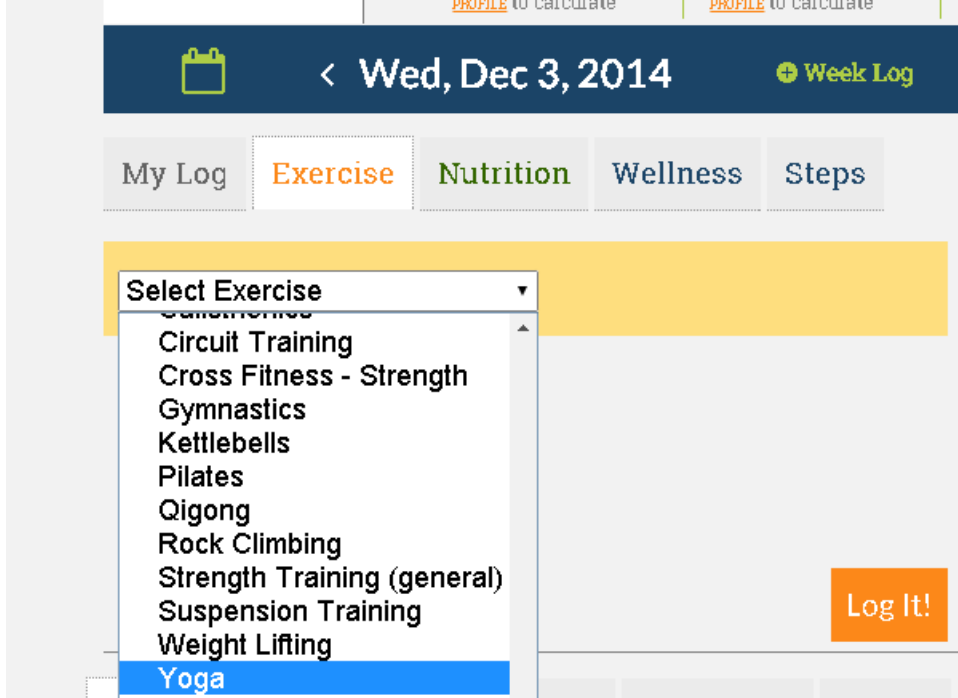 PROFILE to calculate PROFILE to calculate
< Wed, Dec 3, 2014 Week Log
My Log Exercise Nutrition Wellness Steps
Select Exercise
Circuit Training
Cross Fitness - Strength
Gymnastics
Kettlebells
Pilates
Qigong
Rock Climbing
Strength Training (general)
Suspension Training
Log It!
Weight Lifting
Yoga